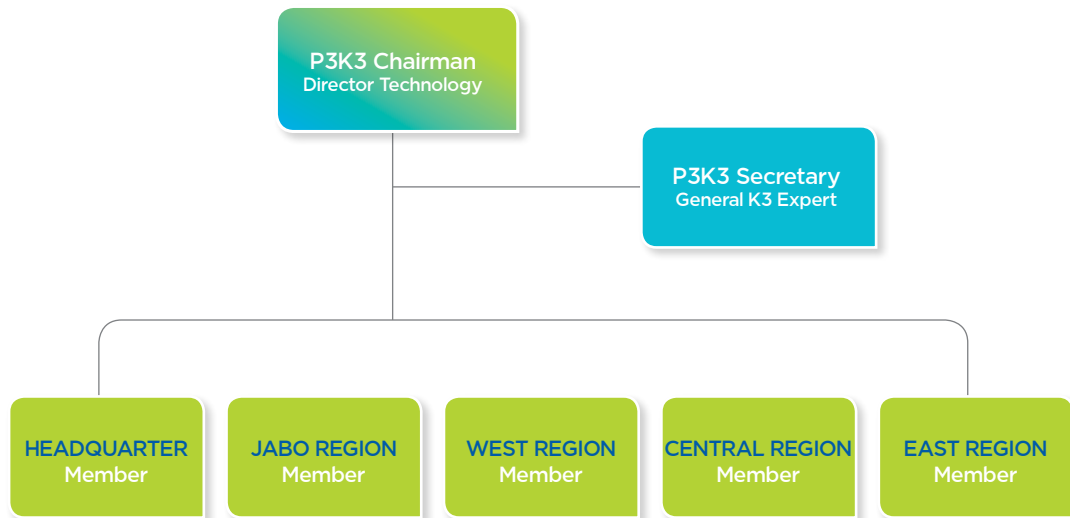 P3K3 Chairman
Director Technology
P3K3 Secretary
General K3 Expert
HEADQUARTER
Member
JABO REGION
Member
WEST REGION
Member
CENTRAL REGION
Member
EAST REGION
Member